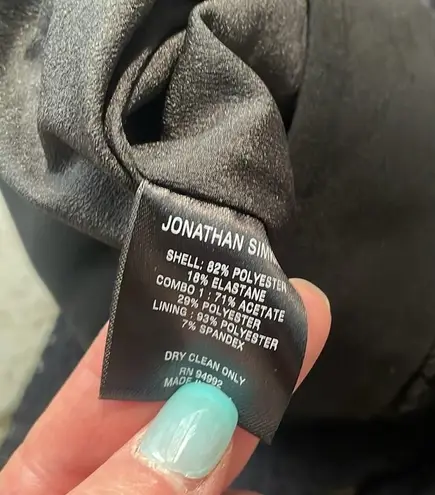 JONATHAN
SHELL: 82% POLYESTER
18% ELASTANE
COMBO 1 : 71% ACETATE
29% POLYESTER
LINING : 93% POLYESTER
7% SPANDEX
DRY CLEAN ONLY
RN 94992
MADE